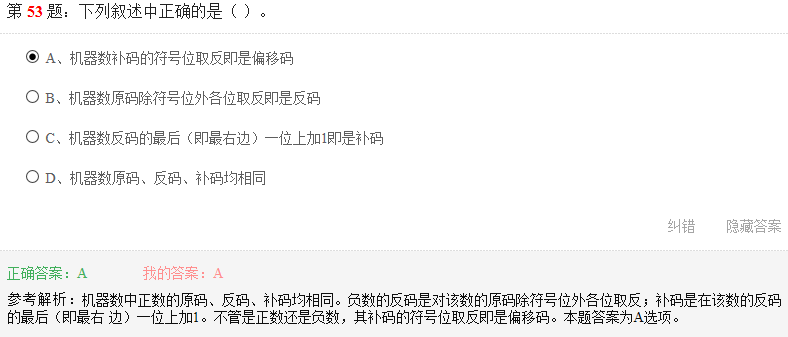 第 53 题：下列叙述中正确的是（ ）。
A、机器数补码的符号位取反即是偏移码
B、机器数原码除符号位外各位取反即是反码
C、机器数反码的最后（即最右边）一位上加1即是补码
D、机器数原码、反码、补码均相同
纠错 隐藏答案
正确答案：A 我的答案：A
参考解析：机器数中正数的原码、反码、补码均相同。负数的反码是对该数的原码除符号位外各位取反；补码是在该数的反码
的最后（即最右 边）一位上加1。不管是正数还是负数，其补码的符号位取反即是偏移码。本题答案为A选项。